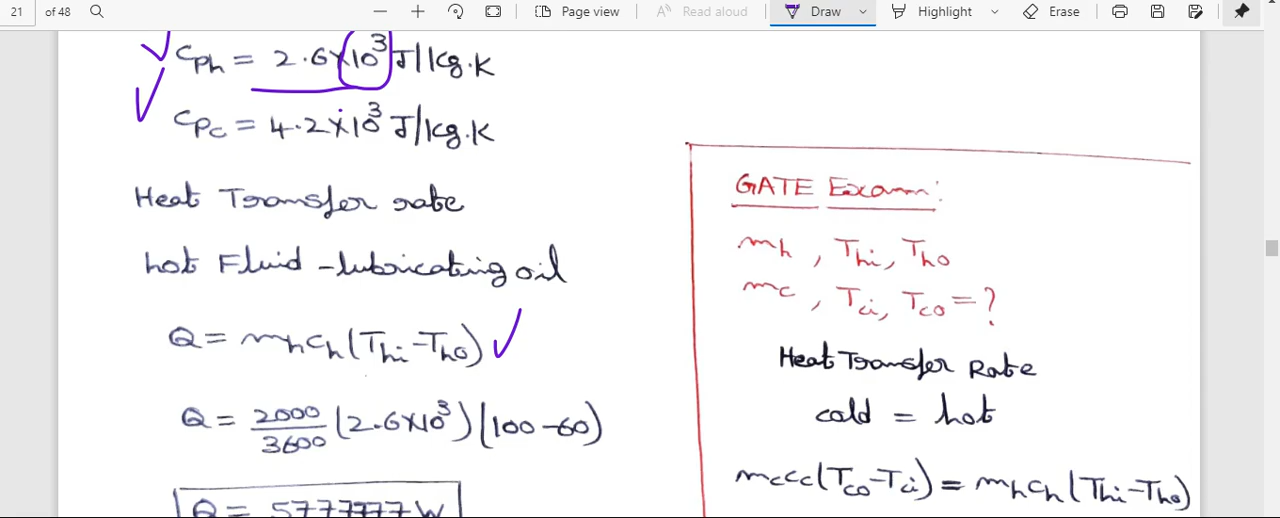 21 of 48 Page view Read aloud Draw Highlight Erase
CPh = 2.6×10³ J/kg.K
CPc = 4.2×10³ J/kg.K
Heat Transfer rate
hot Fluid - lubricating oil
Q = mhch(Thi-Tho)
Q = 2000/3600 (2.6×10³)(100-60)
GATE Exam:
mh, Thi, Tho
mc, Tci, Tco=?
Heat Transfer Rate
cold = hot
mccc(Tco-Tci) = mhch(Thi-Tho)